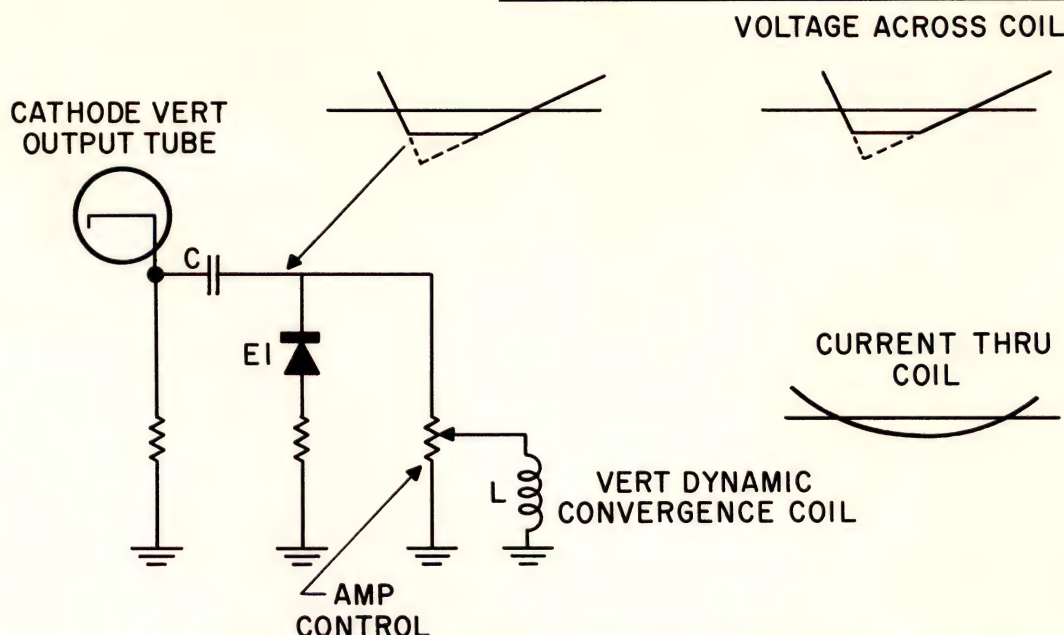 VOLTAGE ACROSS COIL
CATHODE VERT
OUTPUT TUBE
C
E1
CURRENT THRU
COIL
L
VERT DYNAMIC
CONVERGENCE COIL
AMP
CONTROL